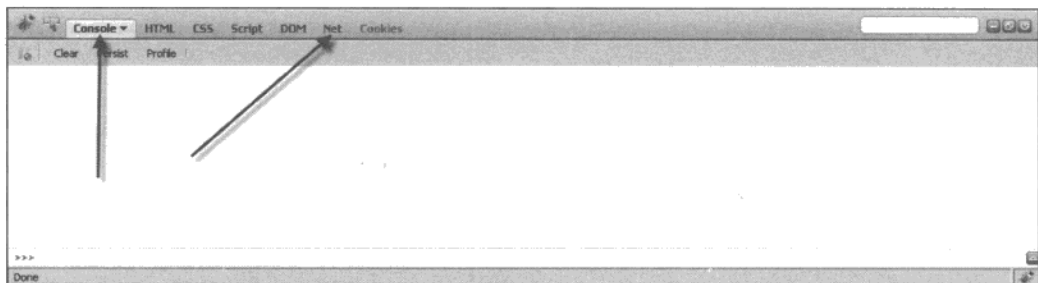 Console HTML CSS Script DOM Net Cookies
Clear Persist Profile
>>>
Done